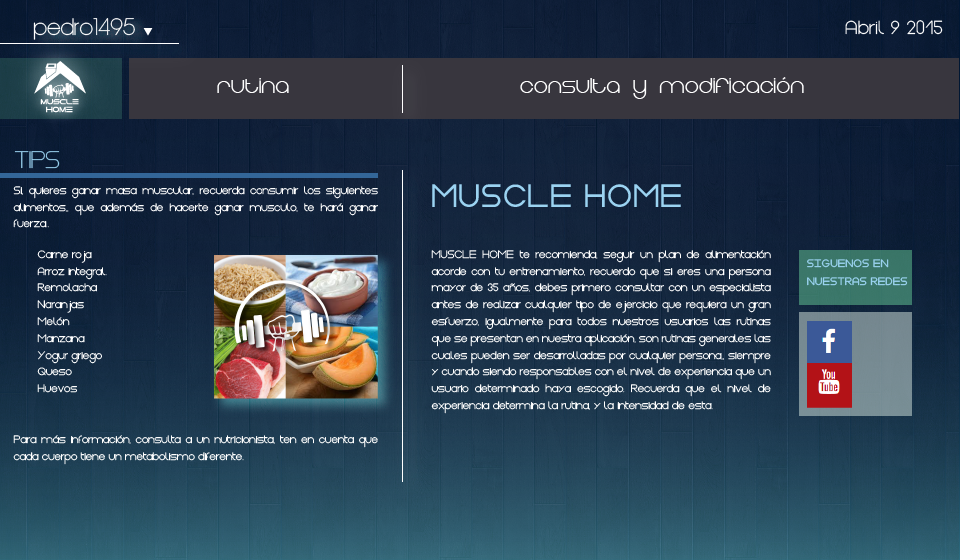 pedro1495
Abril 9 2015
MUSCLE
HOME
rutina
consulta y modificación
TIPS
Si, quieres ganar masa muscular, recuerda consumir los siguientes
alimentos., que además de hacerte ganar musculo, te hará ganar
fuerza..
Carne roja
Arroz integral.
Remolacha
Naranjas
Melón
Manzana
Yogur griego
Queso
Huevos
Para más información, consulta a un nutricionista, ten en cuenta que
cada cuerpo tiene un metabolismo diferente.
MUSCLE HOME
MUSCLE HOME te recomienda, seguir un plan de alimentación
acorde con tu entrenamiento, recuerdo que si eres una persona
mayor de 35 años, debes primero consultar con un especialista
antes de realizar cualquier tipo de ejercicio que requiera un gran
esfuerzo, igualmente para todos nuestros usuarios las rutinas
que se presentan en nuestra aplicación, son rutinas generales las
cuales pueden ser desarrolladas por cualquier persona,, siempre
y cuando siendo responsables con el nivel de experiencia que un
usuario determinado haya escogido. Recuerda que el nivel de
experiencia determina la rutina, y la intensidad de esta.
SIGUENOS EN
NUESTRAS REDES
f
You
Tube